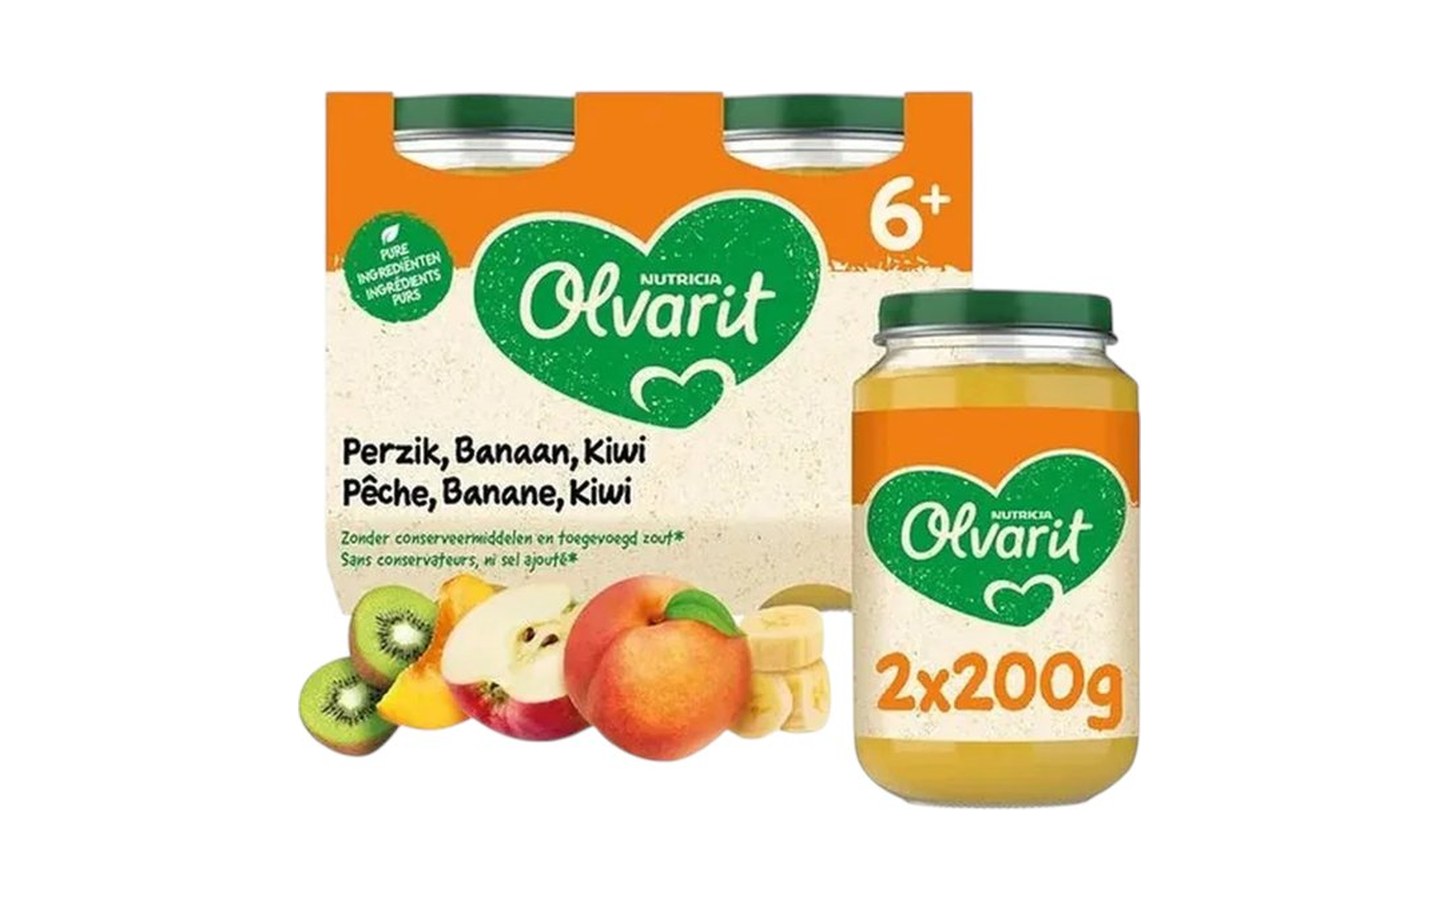 6+
PURE
INGREDIËNTEN
INGRÉDIENTS
PURS
NUTRICIA
Olvarit
Perzik, Banaan, Kiwi
Pêche, Banane, Kiwi
Zonder conserveermiddelen en toegevoegd zout*
Sans conservateurs, ni sel ajouté*
NUTRICIA
Olvarit
2x200g